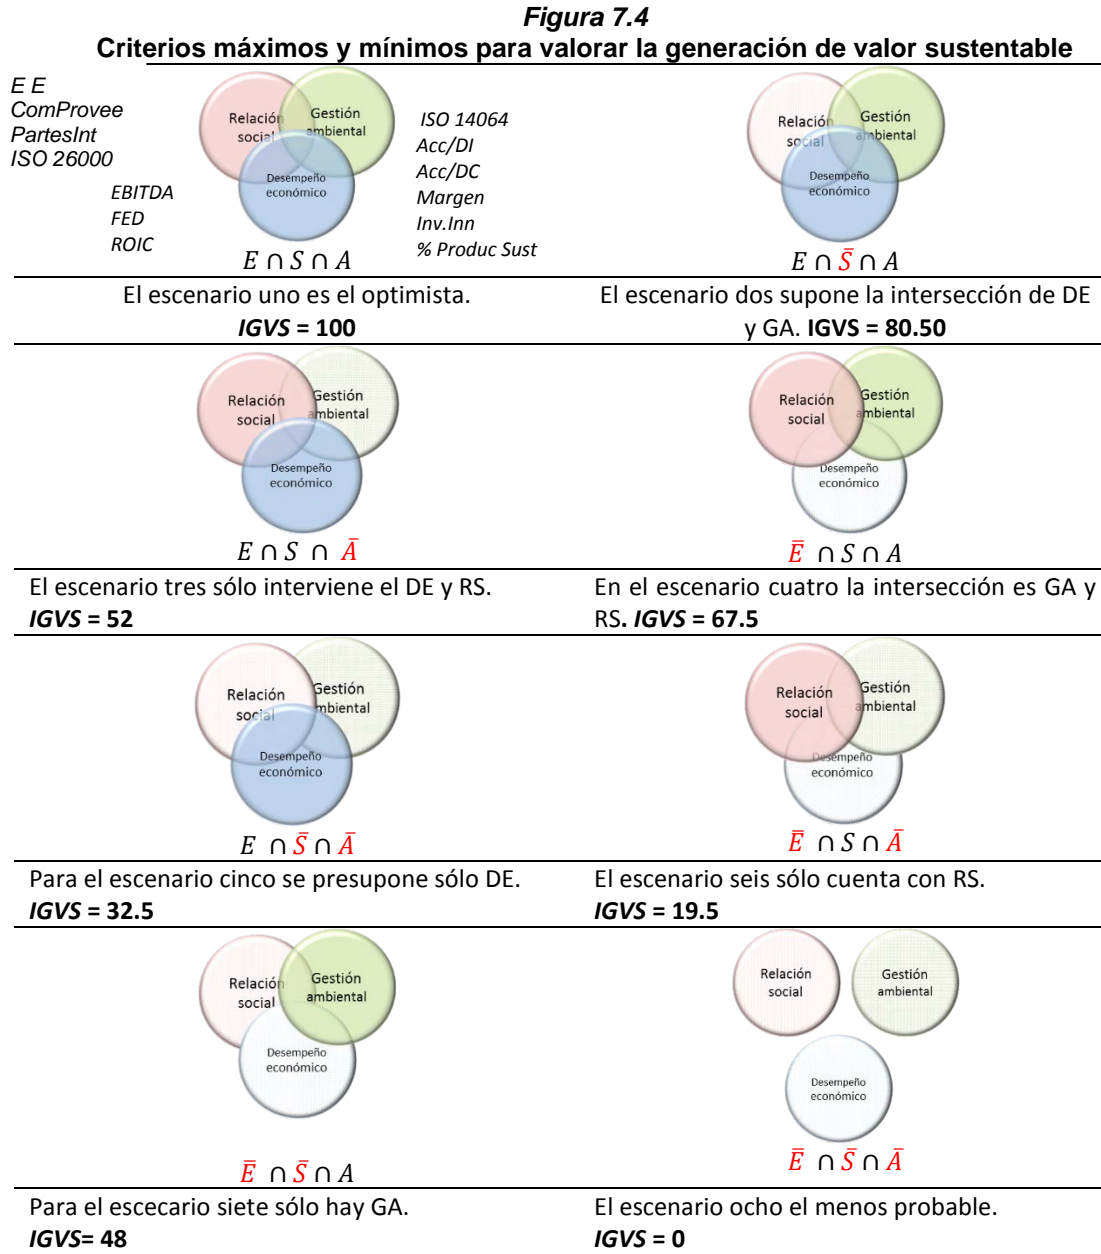 Figura 7.4
Criterios máximos y mínimos para valorar la generación de valor sustentable
E E
ComProvee
PartesInt
ISO 26000
EBITDA
FED
ROIC
Relación
social
Gestión
ambiental
Desempeño
económico
ISO 14064
Acc/DI
Acc/DC
Margen
Inv.Inn
% Produc Sust
E ∩ S ∩ A
Relación
social
Gestión
ambiental
Desempeño
económico
E ∩ S̄ ∩ A
El escenario uno es el optimista.
IGVS = 100
El escenario dos supone la intersección de DE
y GA. IGVS = 80.50
Relación
social
Gestión
ambiental
Desempeño
económico
E ∩ S ∩ Ā
Relación
social
Gestión
ambiental
Desempeño
económico
Ē ∩ S ∩ A
El escenario tres sólo interviene el DE y RS.
IGVS = 52
En el escenario cuatro la intersección es GA y
RS. IGVS = 67.5
Relación
social
Gestión
ambiental
Desempeño
económico
E ∩ S̄ ∩ Ā
Relación
social
Gestión
ambiental
Desempeño
económico
Ē ∩ S ∩ Ā
Para el escenario cinco se presupone sólo DE.
IGVS = 32.5
El escenario seis sólo cuenta con RS.
IGVS = 19.5
Relación
social
Gestión
ambiental
Desempeño
económico
Ē ∩ S̄ ∩ A
Relación
social
Gestión
ambiental
Desempeño
económico
Ē ∩ S̄ ∩ Ā
Para el escecario siete sólo hay GA.
IGVS= 48
El escenario ocho el menos probable.
IGVS = 0